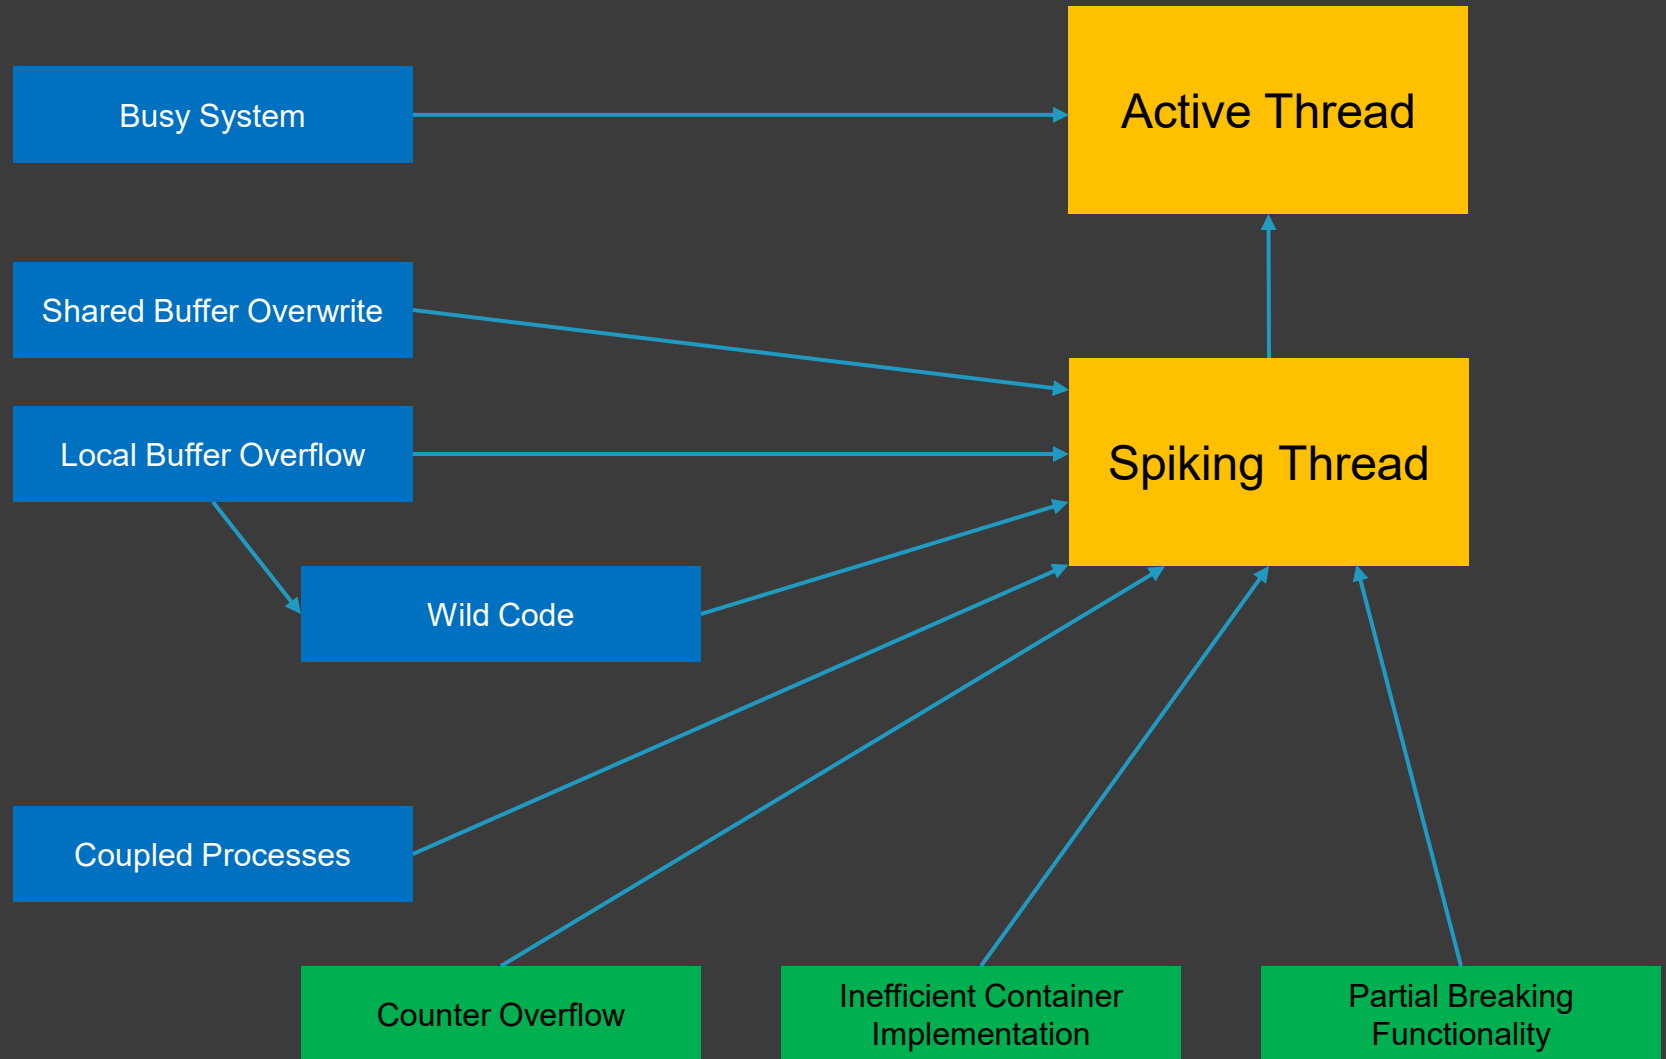 Active Thread
Busy System
Shared Buffer Overwrite
Local Buffer Overflow
Spiking Thread
Wild Code
Coupled Processes
Counter Overflow
Inefficient Container
Implementation
Partial Breaking
Functionality